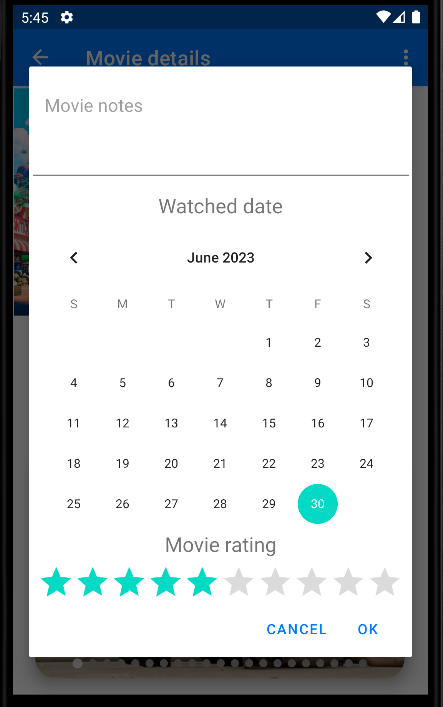 5:45
Movie details
Movie notes
Watched date
June 2023
S M T W T F S
1 2 3
4 5 6 7 8 9 10
11 12 13 14 15 16 17
18 19 20 21 22 23 24
25 26 27 28 29 30
Movie rating
CANCEL OK